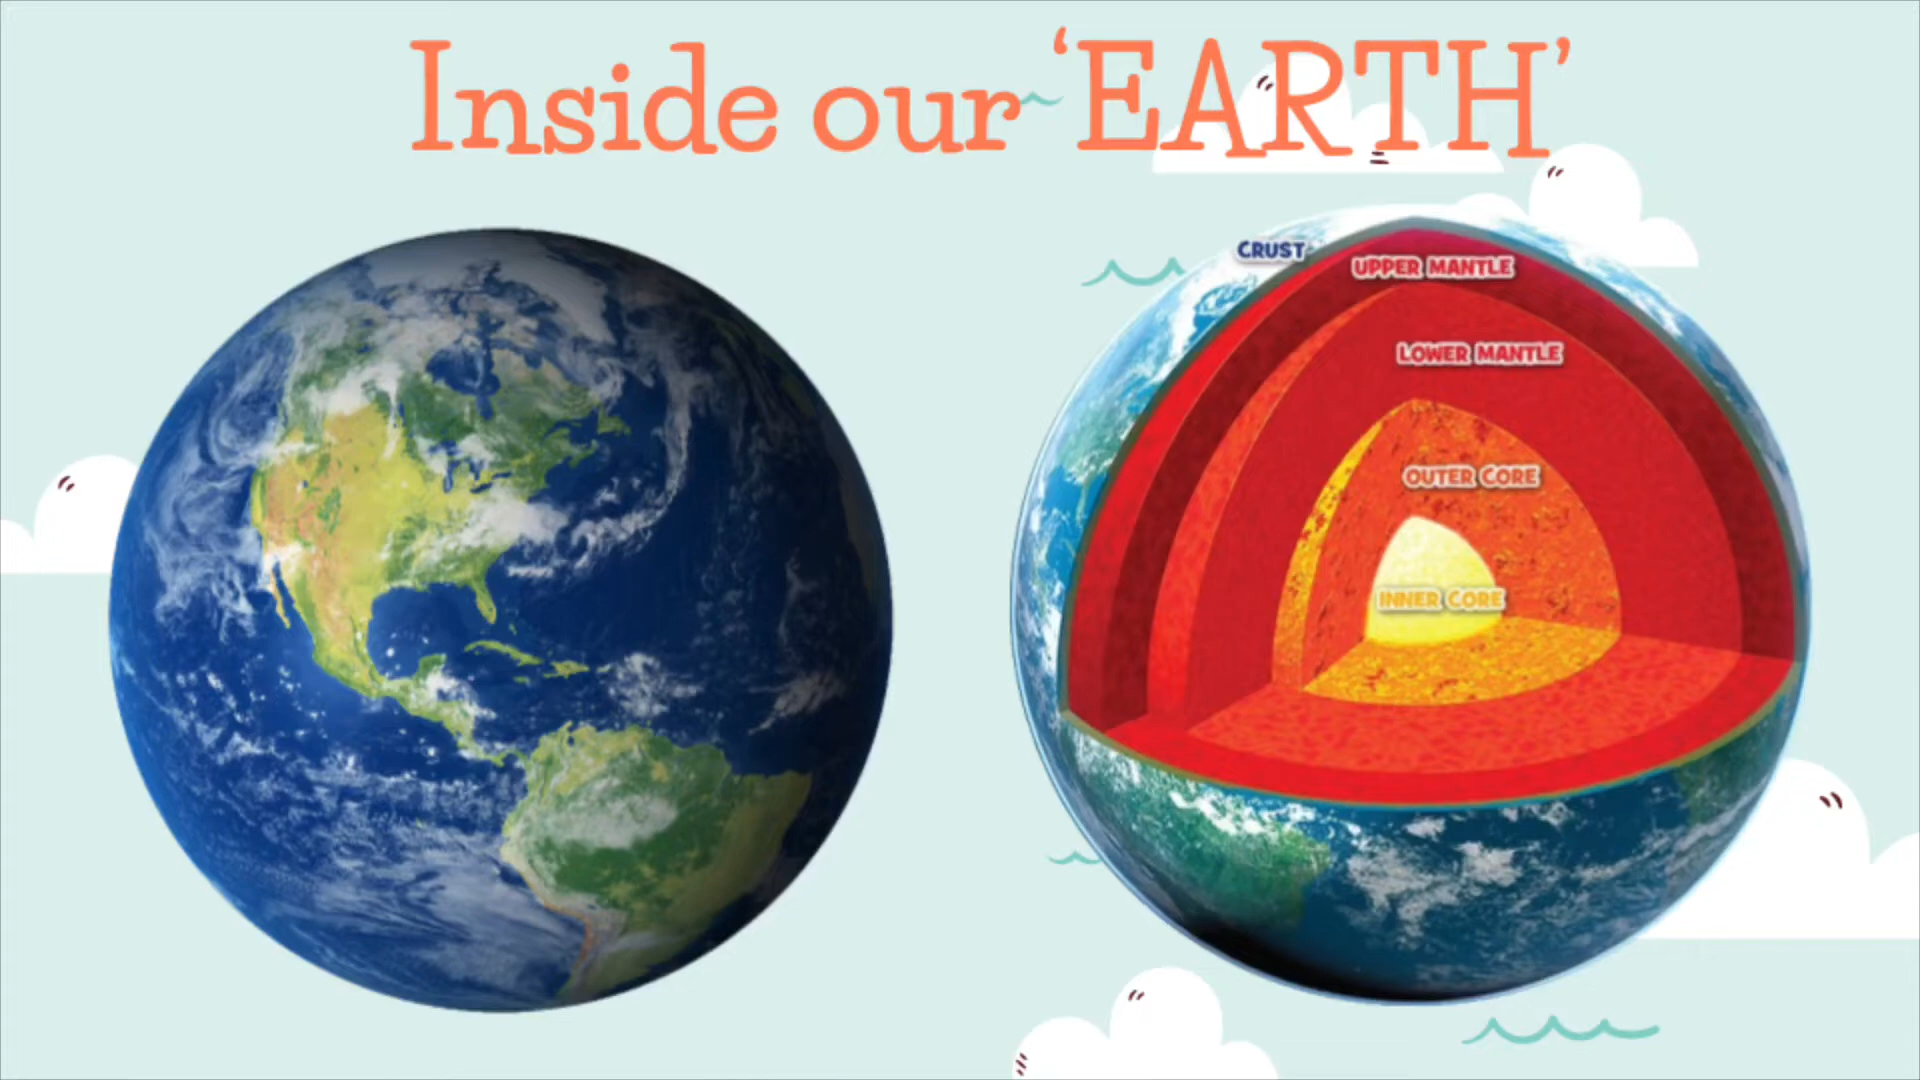 Inside our ‘EARTH’
CRUST
UPPER MANTLE
LOWER MANTLE
OUTER CORE
INNER CORE